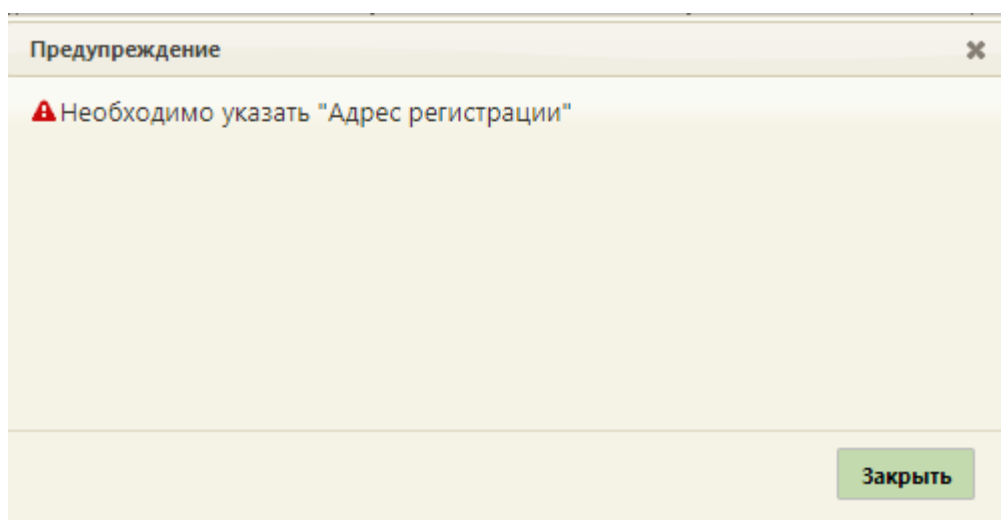 Предупреждение
Необходимо указать "Адрес регистрации"
Закрыть